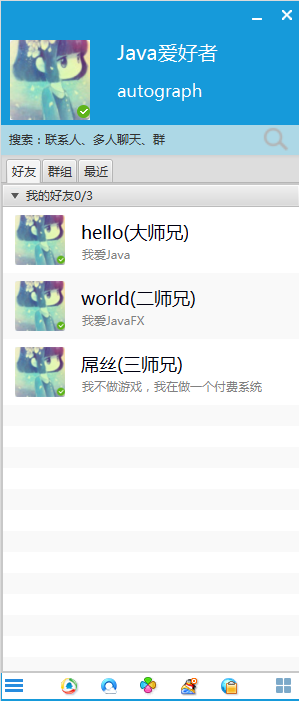 Java爱好者
autograph
搜索：联系人、多人聊天、群
好友 群组 最近
我的好友0/3
hello(大师兄)
我爱Java
world(二师兄)
我爱JavaFX
屌丝(三师兄)
我不做游戏，我在做一个付费系统